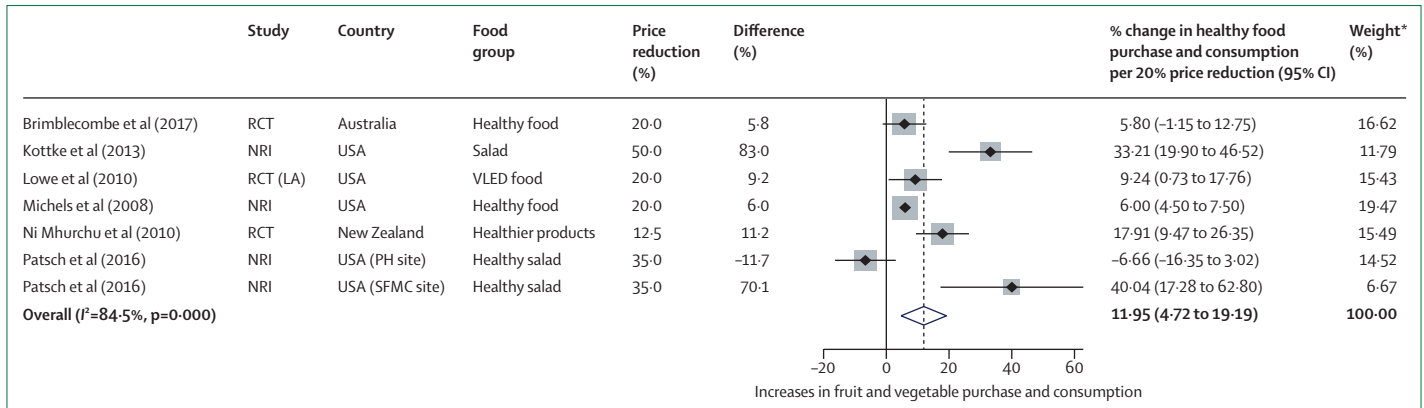 Study Country Food group Price reduction (%) Difference (%) % change in healthy food purchase and consumption per 20% price reduction (95% CI) Weight* (%)
Brimblecombe et al (2017) RCT Australia Healthy food 20·0 5·8 5·80 (–1·15 to 12·75) 16·62
Kottke et al (2013) NRI USA Salad 50·0 83·0 33·21 (19·90 to 46·52) 11·79
Lowe et al (2010) RCT (LA) USA VLED food 20·0 9·2 9·24 (0·73 to 17·76) 15·43
Michels et al (2008) NRI USA Healthy food 20·0 6·0 6·00 (4·50 to 7·50) 19·47
Ni Mhurchu et al (2010) RCT New Zealand Healthier products 12·5 11·2 17·91 (9·47 to 26·35) 15·49
Patsch et al (2016) NRI USA (PH site) Healthy salad 35·0 –11·7 –6·66 (–16·35 to 3·02) 14·52
Patsch et al (2016) NRI USA (SFMC site) Healthy salad 35·0 70·1 40·04 (17·28 to 62·80) 6·67
Overall (I²=84·5%, p=0·000) 11·95 (4·72 to 19·19) 100·00
–20 0 20 40 60
Increases in fruit and vegetable purchase and consumption